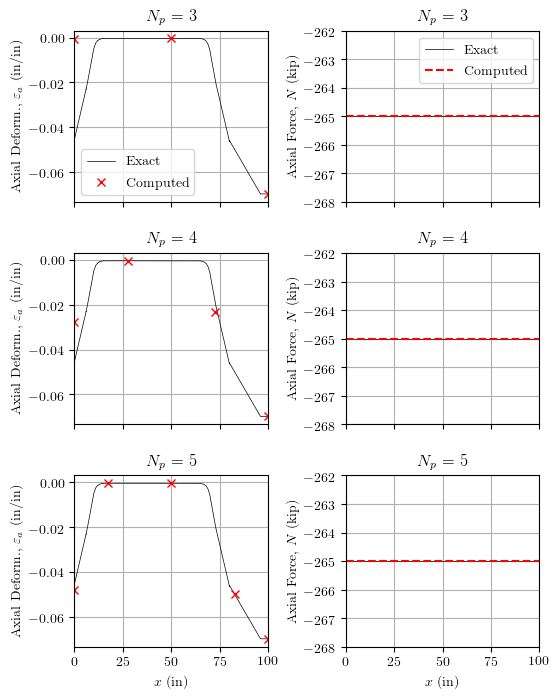 N_p = 3
N_p = 3
0.00
−0.02
−0.04
−0.06
Axial Deform., ε_a (in/in)
Exact
Computed
−262
−263
−264
−265
−266
−267
−268
Axial Force, N (kip)
Exact
Computed
N_p = 4
N_p = 4
0.00
−0.02
−0.04
−0.06
Axial Deform., ε_a (in/in)
−262
−263
−264
−265
−266
−267
−268
Axial Force, N (kip)
N_p = 5
N_p = 5
0.00
−0.02
−0.04
−0.06
Axial Deform., ε_a (in/in)
0 25 50 75 100
x (in)
−262
−263
−264
−265
−266
−267
−268
Axial Force, N (kip)
0 25 50 75 100
x (in)